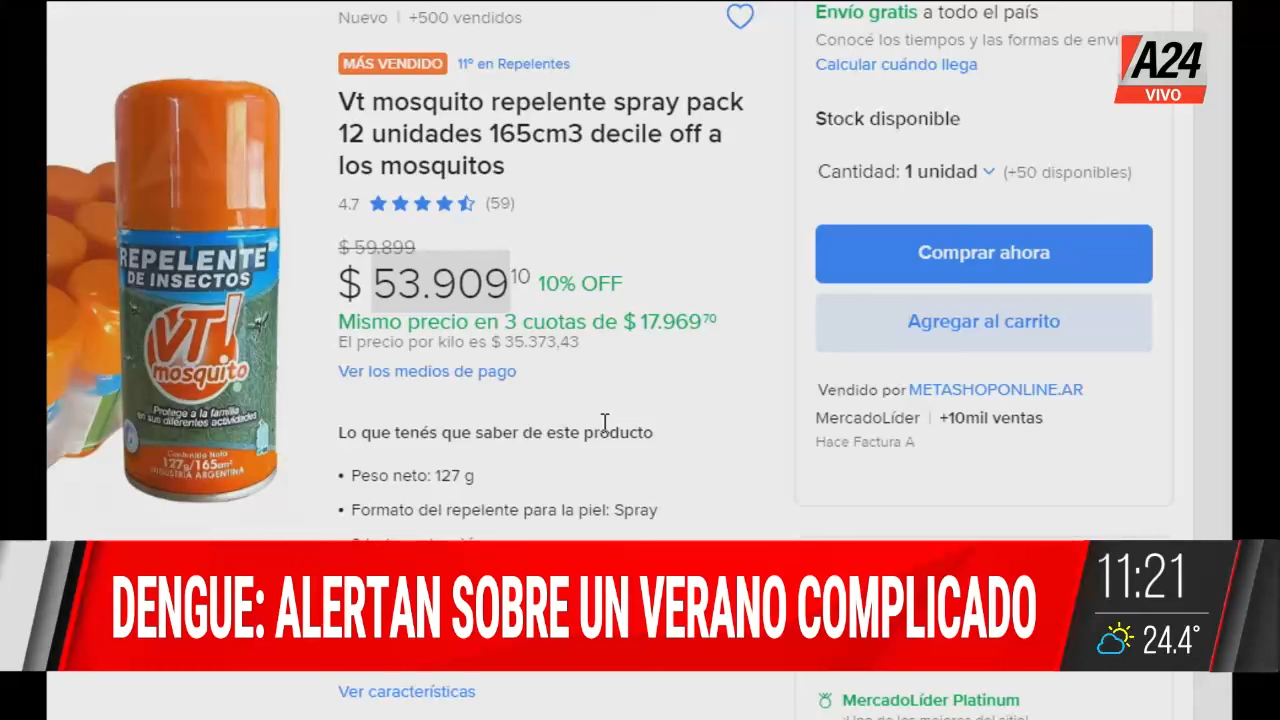 Nuevo | +500 vendidos
MÁS VENDIDO 11º en Repelentes
Vt mosquito repelente spray pack
12 unidades 165cm3 decile off a
los mosquitos
4.7 (59)
$ 59.899
$ 53.909 10 10% OFF
Mismo precio en 3 cuotas de $ 17.969 70
El precio por kilo es $ 35.373,43
Ver los medios de pago
Lo que tenés que saber de este producto
• Peso neto: 127 g
• Formato del repelente para la piel: Spray
Ver características
REPELENTE
DE INSECTOS
VT!
mosquito
Protege a la familia
en sus diferentes actividades
Contenido Neto
127g/165cm³
INDUSTRIA ARGENTINA
Envío gratis a todo el país
Conocé los tiempos y las formas de
Calcular cuándo llega
Stock disponible
Cantidad: 1 unidad (+50 disponibles)
Comprar ahora
Agregar al carrito
Vendido por METASHOPONLINE.AR
MercadoLíder | +10mil ventas
Hace Factura A
MercadoLíder Platinum
A24
VIVO
DENGUE: ALERTAN SOBRE UN VERANO COMPLICADO
11:21
24.4°